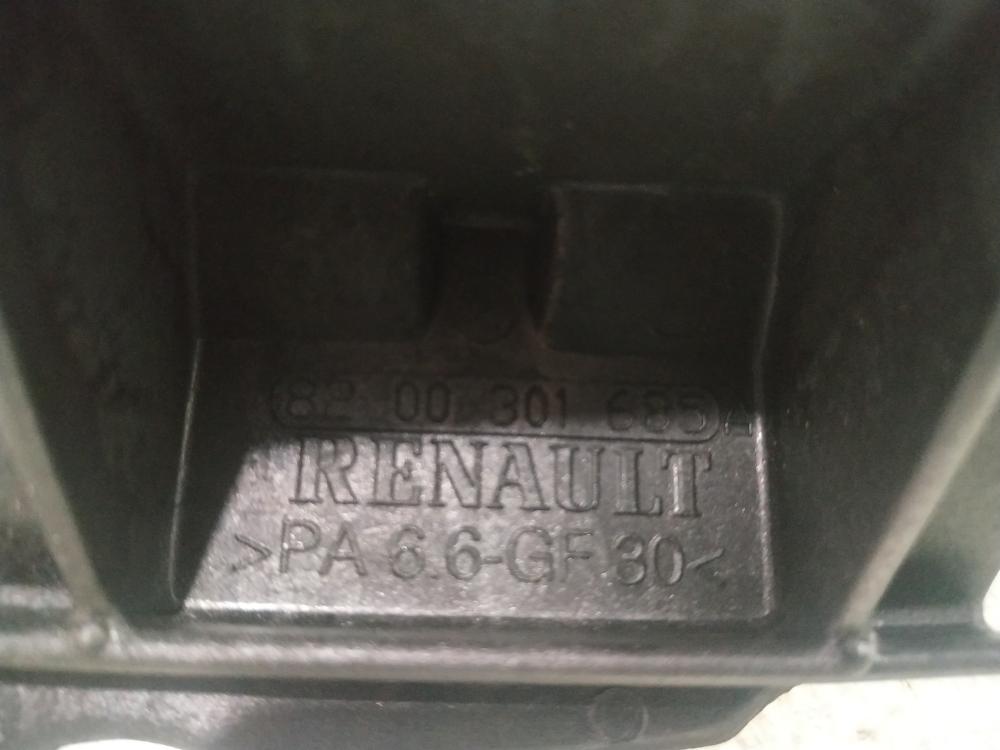 82 00 301 685 A
RENAULT
>PA 6.6-GF 30<